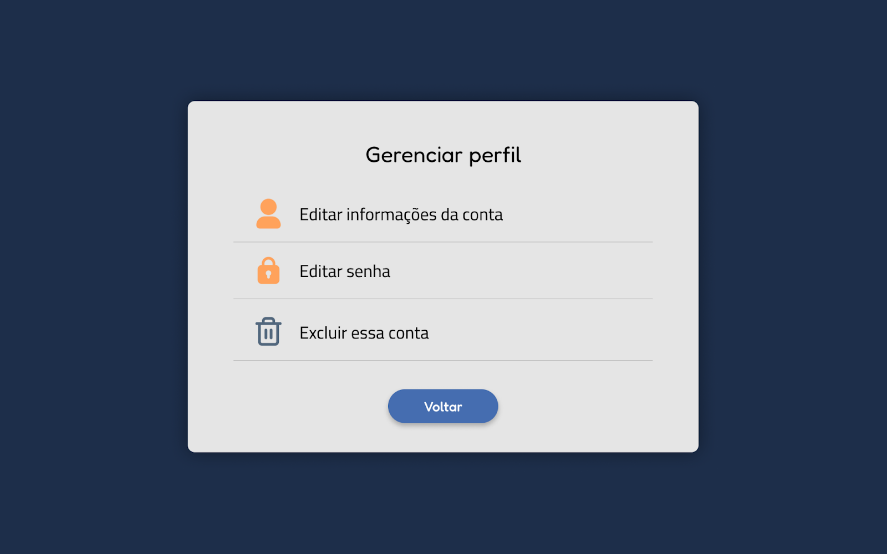 Gerenciar perfil
Editar informações da conta
Editar senha
Excluir essa conta
Voltar